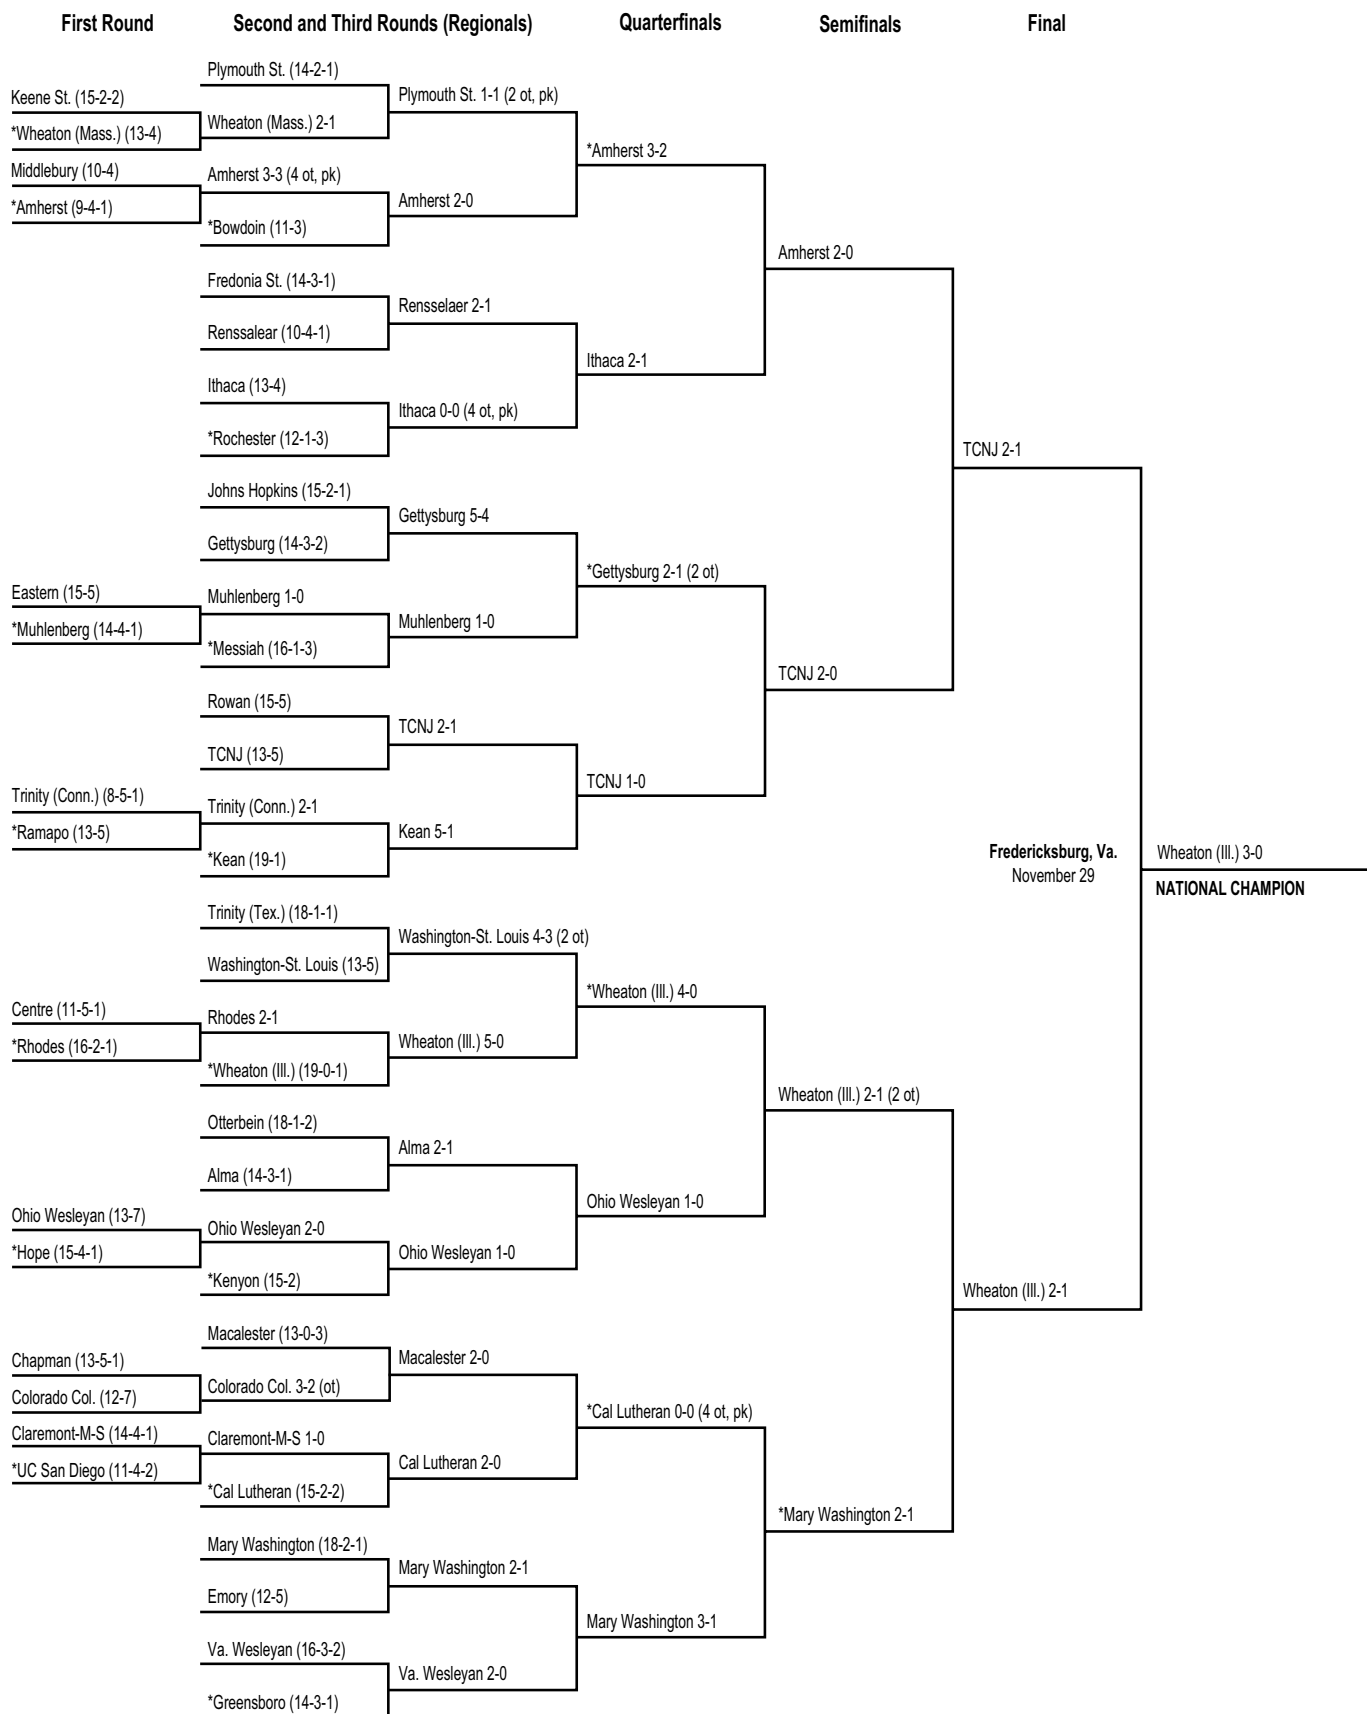 First Round
Second and Third Rounds (Regionals)
Quarterfinals
Semifinals
Final
Keene St. (15-2-2)
*Wheaton (Mass.) (13-4)
Middlebury (10-4)
*Amherst (9-4-1)
Eastern (15-5)
*Muhlenberg (14-4-1)
Trinity (Conn.) (8-5-1)
*Ramapo (13-5)
Centre (11-5-1)
*Rhodes (16-2-1)
Ohio Wesleyan (13-7)
*Hope (15-4-1)
Chapman (13-5-1)
Colorado Col. (12-7)
Claremont-M-S (14-4-1)
*UC San Diego (11-4-2)
Plymouth St. (14-2-1)
Wheaton (Mass.) 2-1
Amherst 3-3 (4 ot, pk)
*Bowdoin (11-3)
Fredonia St. (14-3-1)
Renssalear (10-4-1)
Ithaca (13-4)
*Rochester (12-1-3)
Johns Hopkins (15-2-1)
Gettysburg (14-3-2)
Muhlenberg 1-0
*Messiah (16-1-3)
Rowan (15-5)
TCNJ (13-5)
Trinity (Conn.) 2-1
*Kean (19-1)
Trinity (Tex.) (18-1-1)
Washington-St. Louis (13-5)
Rhodes 2-1
*Wheaton (Ill.) (19-0-1)
Otterbein (18-1-2)
Alma (14-3-1)
Ohio Wesleyan 2-0
*Kenyon (15-2)
Macalester (13-0-3)
Colorado Col. 3-2 (ot)
Claremont-M-S 1-0
*Cal Lutheran (15-2-2)
Mary Washington (18-2-1)
Emory (12-5)
Va. Wesleyan (16-3-2)
*Greensboro (14-3-1)
Plymouth St. 1-1 (2 ot, pk)
Amherst 2-0
Rensselaer 2-1
Ithaca 0-0 (4 ot, pk)
Gettysburg 5-4
Muhlenberg 1-0
TCNJ 2-1
Kean 5-1
Washington-St. Louis 4-3 (2 ot)
Wheaton (Ill.) 5-0
Alma 2-1
Ohio Wesleyan 1-0
Macalester 2-0
Cal Lutheran 2-0
Mary Washington 2-1
Va. Wesleyan 2-0
*Amherst 3-2
Ithaca 2-1
*Gettysburg 2-1 (2 ot)
TCNJ 1-0
*Wheaton (Ill.) 4-0
Ohio Wesleyan 1-0
*Cal Lutheran 0-0 (4 ot, pk)
Mary Washington 3-1
Amherst 2-0
TCNJ 2-0
Wheaton (Ill.) 2-1 (2 ot)
*Mary Washington 2-1
TCNJ 2-1
Wheaton (Ill.) 2-1
Fredericksburg, Va.
November 29
Wheaton (Ill.) 3-0
NATIONAL CHAMPION